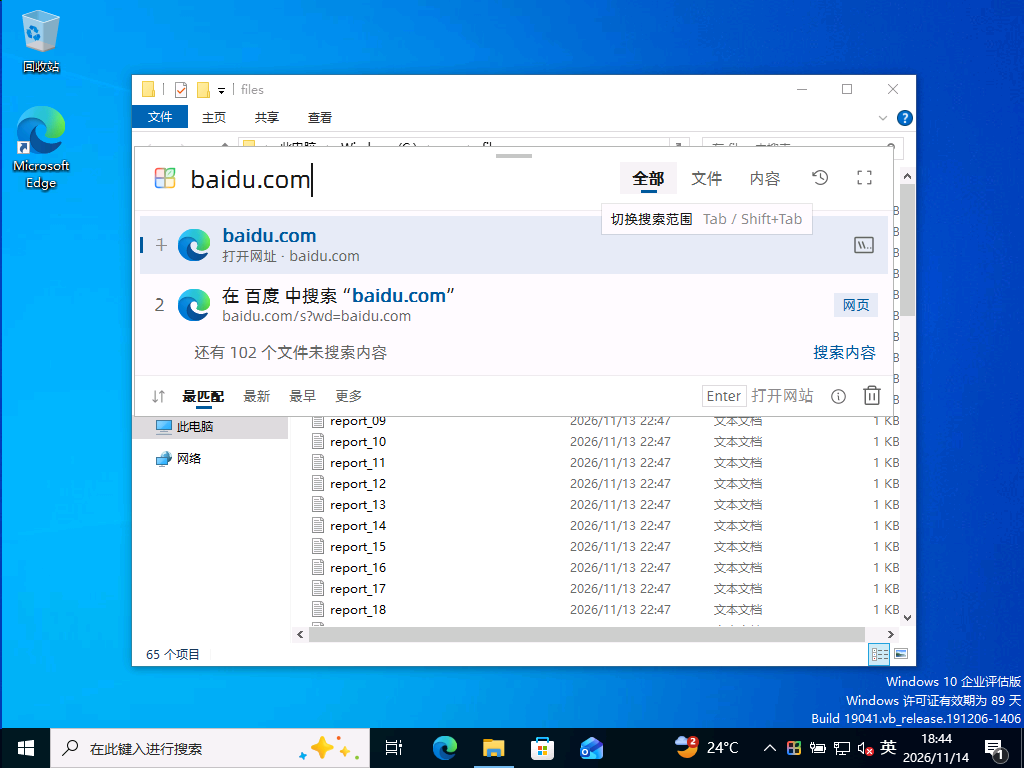 回收站
Microsoft
Edge
files
文件 主页 共享 查看
baidu.com
全部 文件 内容
切换搜索范围 Tab / Shift+Tab
baidu.com
打开网址 · baidu.com
2 在 百度 中搜索 “baidu.com”
baidu.com/s?wd=baidu.com
网页
还有 102 个文件未搜索内容 搜索内容
最匹配 最新 最早 更多 Enter 打开网站
此电脑
网络
report_09 2026/11/13 22:47 文本文档 1 KB
report_10 2026/11/13 22:47 文本文档 1 KB
report_11 2026/11/13 22:47 文本文档 1 KB
report_12 2026/11/13 22:47 文本文档 1 KB
report_13 2026/11/13 22:47 文本文档 1 KB
report_14 2026/11/13 22:47 文本文档 1 KB
report_15 2026/11/13 22:47 文本文档 1 KB
report_16 2026/11/13 22:47 文本文档 1 KB
report_17 2026/11/13 22:47 文本文档 1 KB
report_18 2026/11/13 22:47 文本文档 1 KB
65 个项目
Windows 10 企业评估版
Windows 许可证有效期为 89 天
Build 19041.vb_release.191206-1406
在此键入进行搜索
2
24°C
英
18:44
2026/11/14
1